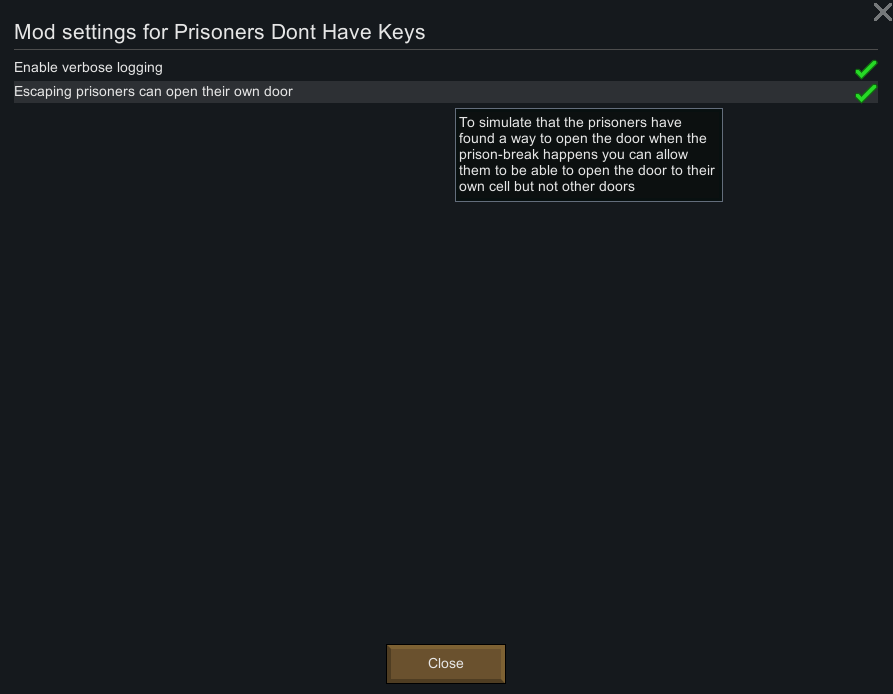 Mod settings for Prisoners Dont Have Keys
Enable verbose logging
Escaping prisoners can open their own door
To simulate that the prisoners have
found a way to open the door when the
prison-break happens you can allow
them to be able to open the door to their
own cell but not other doors
Close